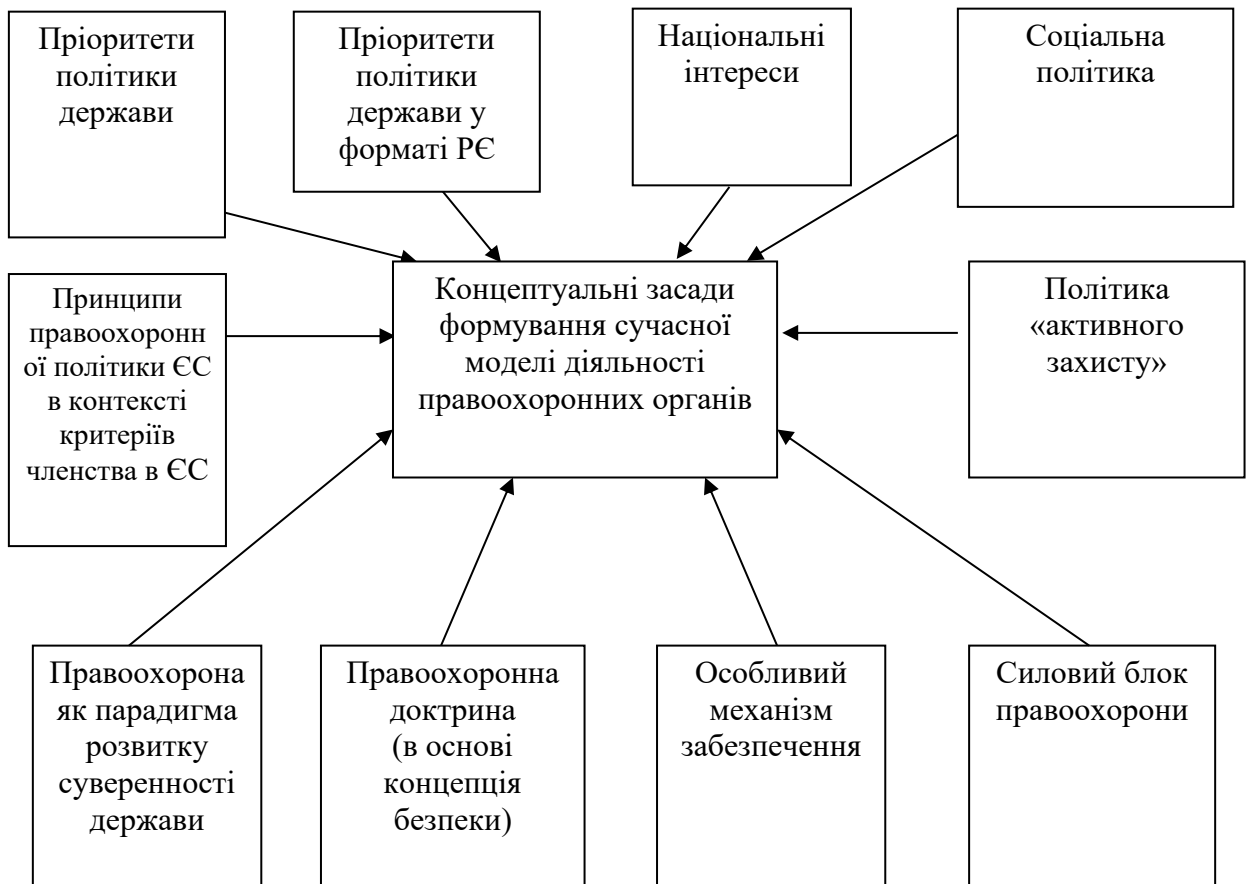 Пріоритети
політики
держави
Пріоритети
політики
держави у
форматі РЄ
Національні
інтереси
Соціальна
політика
Принципи
правоохоронн
ої політики ЄС
в контексті
критеріїв
членства в ЄС
Концептуальні засади
формування сучасної
моделі діяльності
правоохоронних органів
Політика
«активного
захисту»
Правоохорона
як парадигма
розвитку
суверенності
держави
Правоохоронна
доктрина
(в основі
концепція
безпеки)
Особливий
механізм
забезпечення
Силовий блок
правоохорони